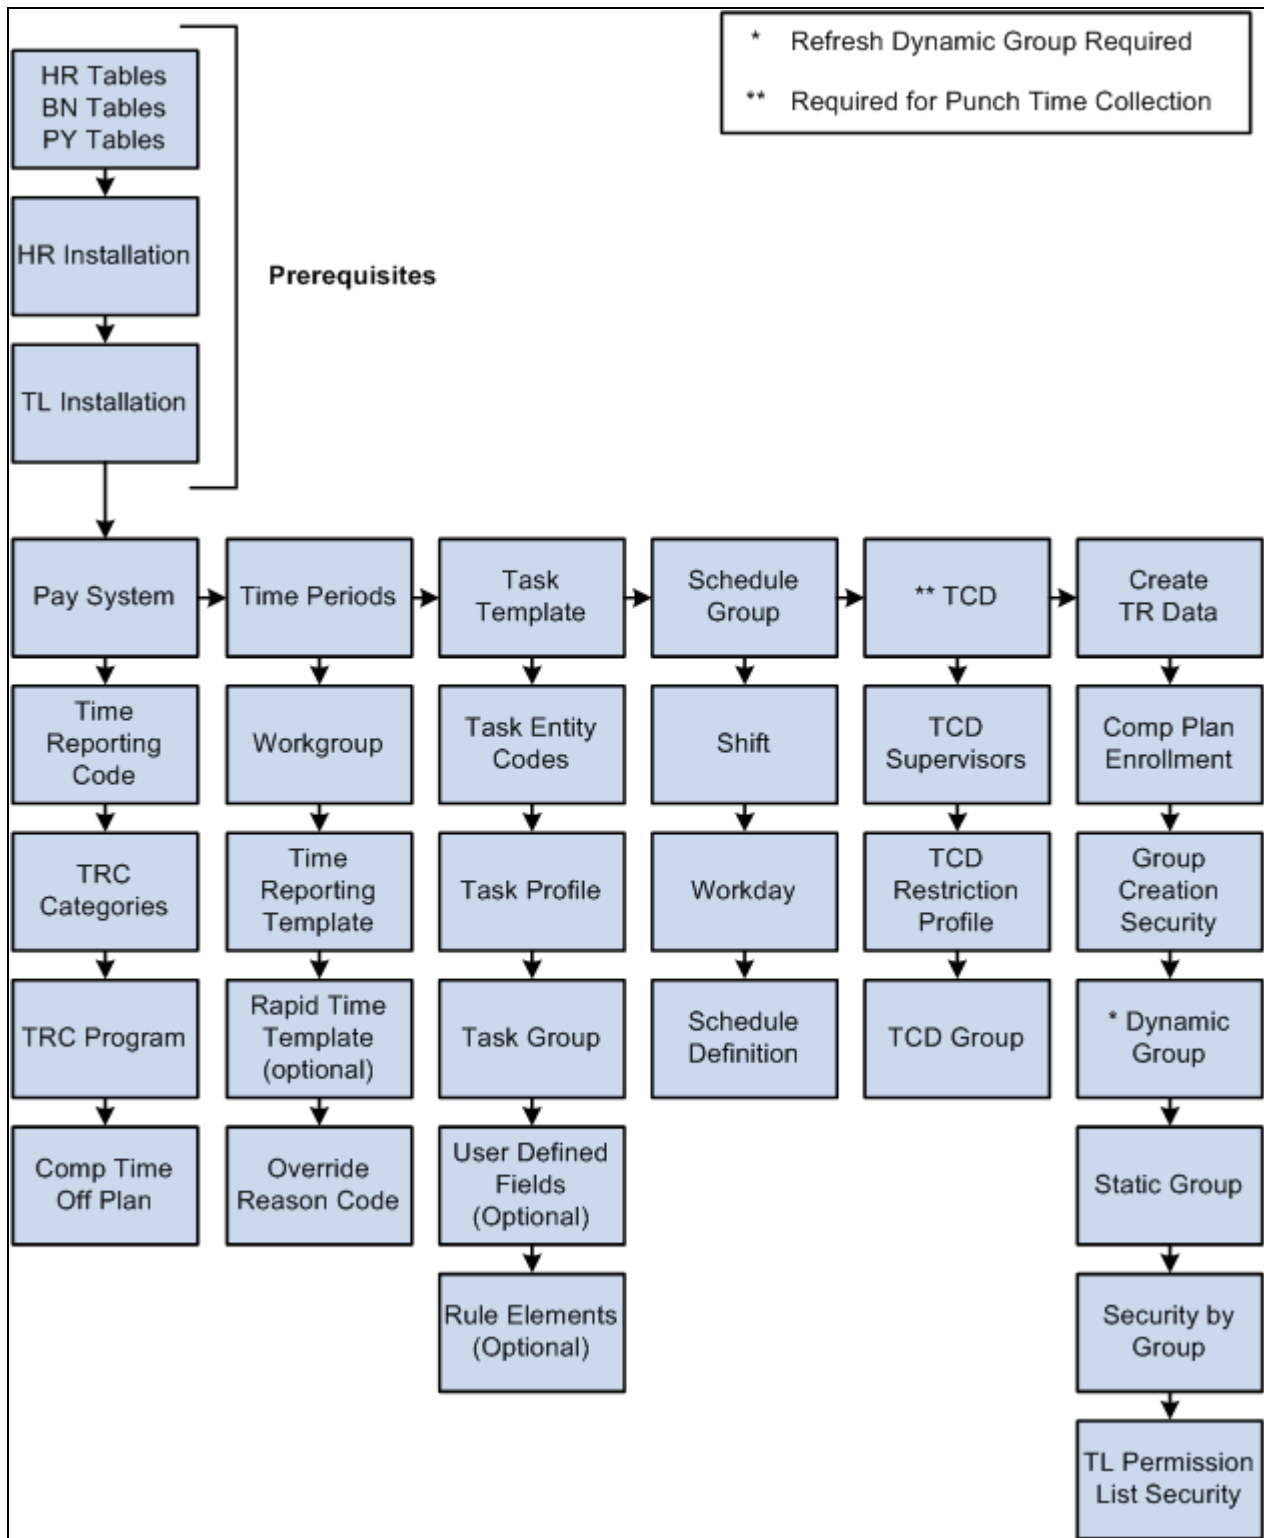 * Refresh Dynamic Group Required
** Required for Punch Time Collection
HR Tables
BN Tables
PY Tables
HR Installation
TL Installation
Prerequisites
Pay System
Time
Reporting
Code
TRC
Categories
TRC Program
Comp Time
Off Plan
Time Periods
Workgroup
Time
Reporting
Template
Rapid Time
Template
(optional)
Override
Reason Code
Task
Template
Task Entity
Codes
Task Profile
Task Group
User Defined
Fields
(Optional)
Rule Elements
(Optional)
Schedule
Group
Shift
Workday
Schedule
Definition
** TCD
TCD
Supervisors
TCD
Restriction
Profile
TCD Group
Create
TR Data
Comp Plan
Enrollment
Group
Creation
Security
* Dynamic
Group
Static Group
Security by
Group
TL Permission
List Security